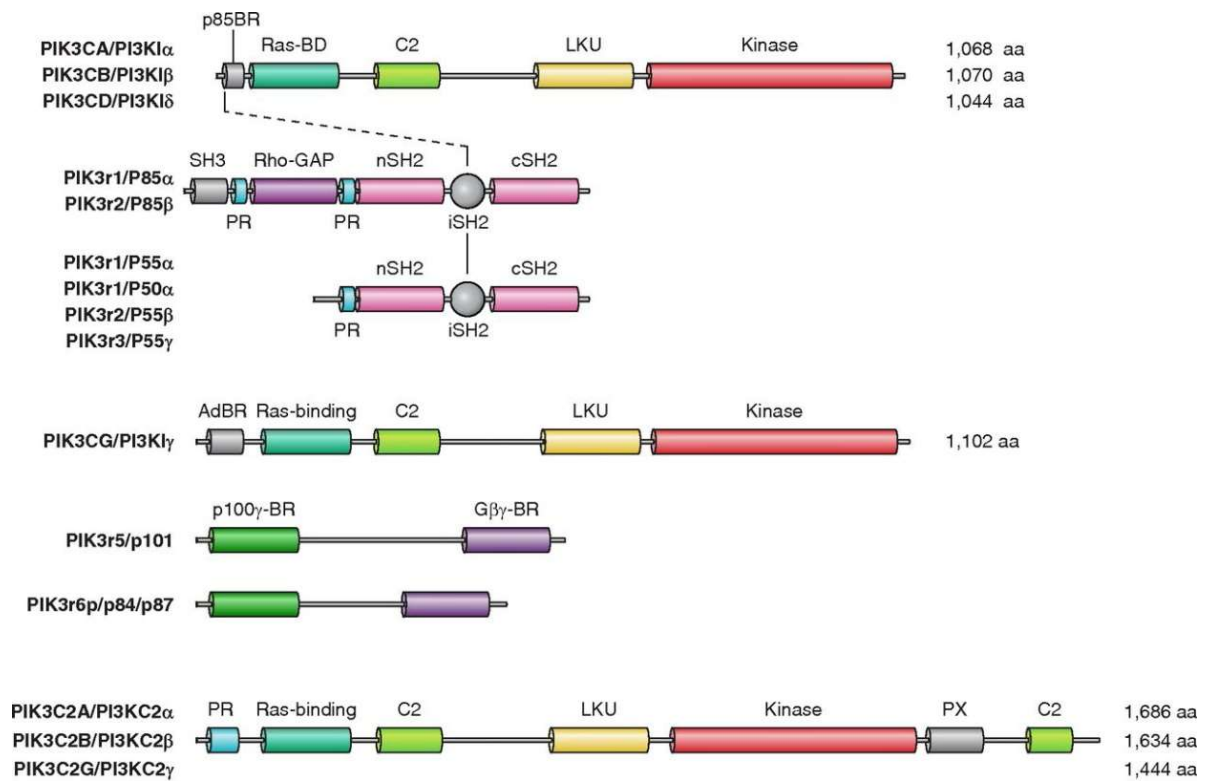 p85BR
Ras-BD C2 LKU Kinase
PIK3CA/PI3KIα 1,068 aa
PIK3CB/PI3KIβ 1,070 aa
PIK3CD/PI3KIδ 1,044 aa
SH3 Rho-GAP nSH2 cSH2
PIK3r1/P85α
PIK3r2/P85β
PR PR iSH2
PIK3r1/P55α
nSH2 cSH2
PIK3r1/P50α
PIK3r2/P55β
PIK3r3/P55γ
PR iSH2
AdBR Ras-binding C2 LKU Kinase
PIK3CG/PI3KIγ 1,102 aa
p100γ-BR Gβγ-BR
PIK3r5/p101
PIK3r6p/p84/p87
PIK3C2A/PI3KC2α PR Ras-binding C2 LKU Kinase PX C2 1,686 aa
PIK3C2B/PI3KC2β 1,634 aa
PIK3C2G/PI3KC2γ 1,444 aa